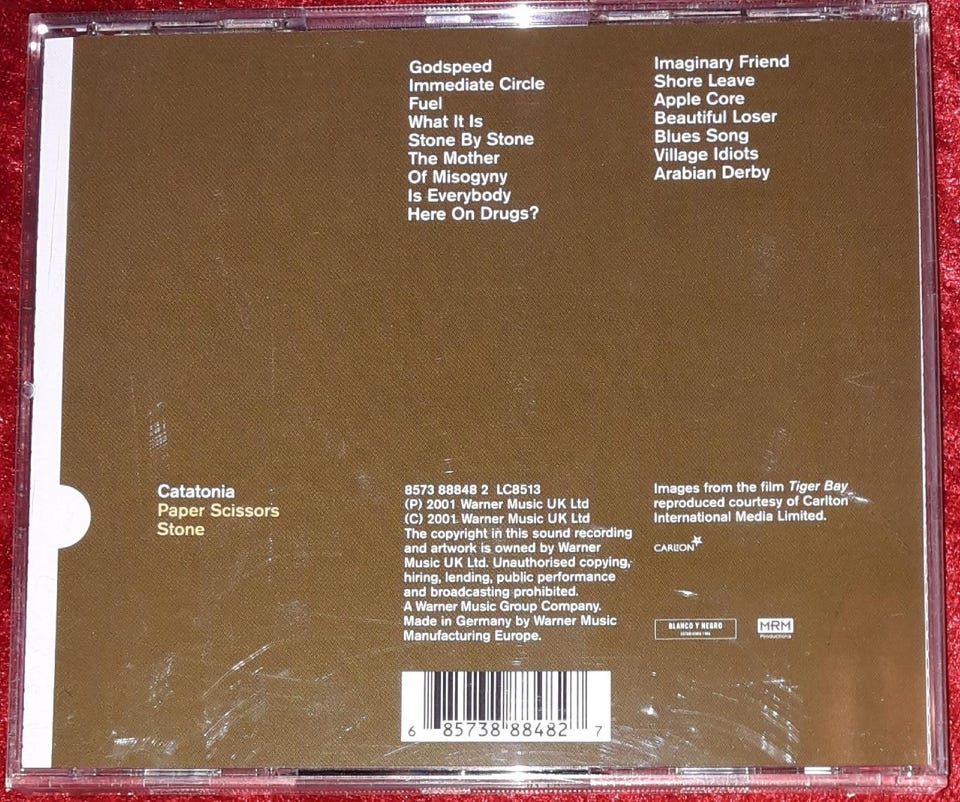 Godspeed
Immediate Circle
Fuel
What It Is
Stone By Stone
The Mother
Of Misogyny
Is Everybody
Here On Drugs?
Imaginary Friend
Shore Leave
Apple Core
Beautiful Loser
Blues Song
Village Idiots
Arabian Derby
Catatonia
Paper Scissors
Stone
8573 88848 2 LC8513
(P) 2001 Warner Music UK Ltd
(C) 2001 Warner Music UK Ltd
The copyright in this sound recording
and artwork is owned by Warner
Music UK Ltd. Unauthorised copying,
hiring, lending, public performance
and broadcasting prohibited.
A Warner Music Group Company.
Made in Germany by Warner Music
Manufacturing Europe.
Images from the film Tiger Bay
reproduced courtesy of Carlton
International Media Limited.
CARLTON
BLANCO Y NEGRO
MRM
Productions
6 85738 88482 7